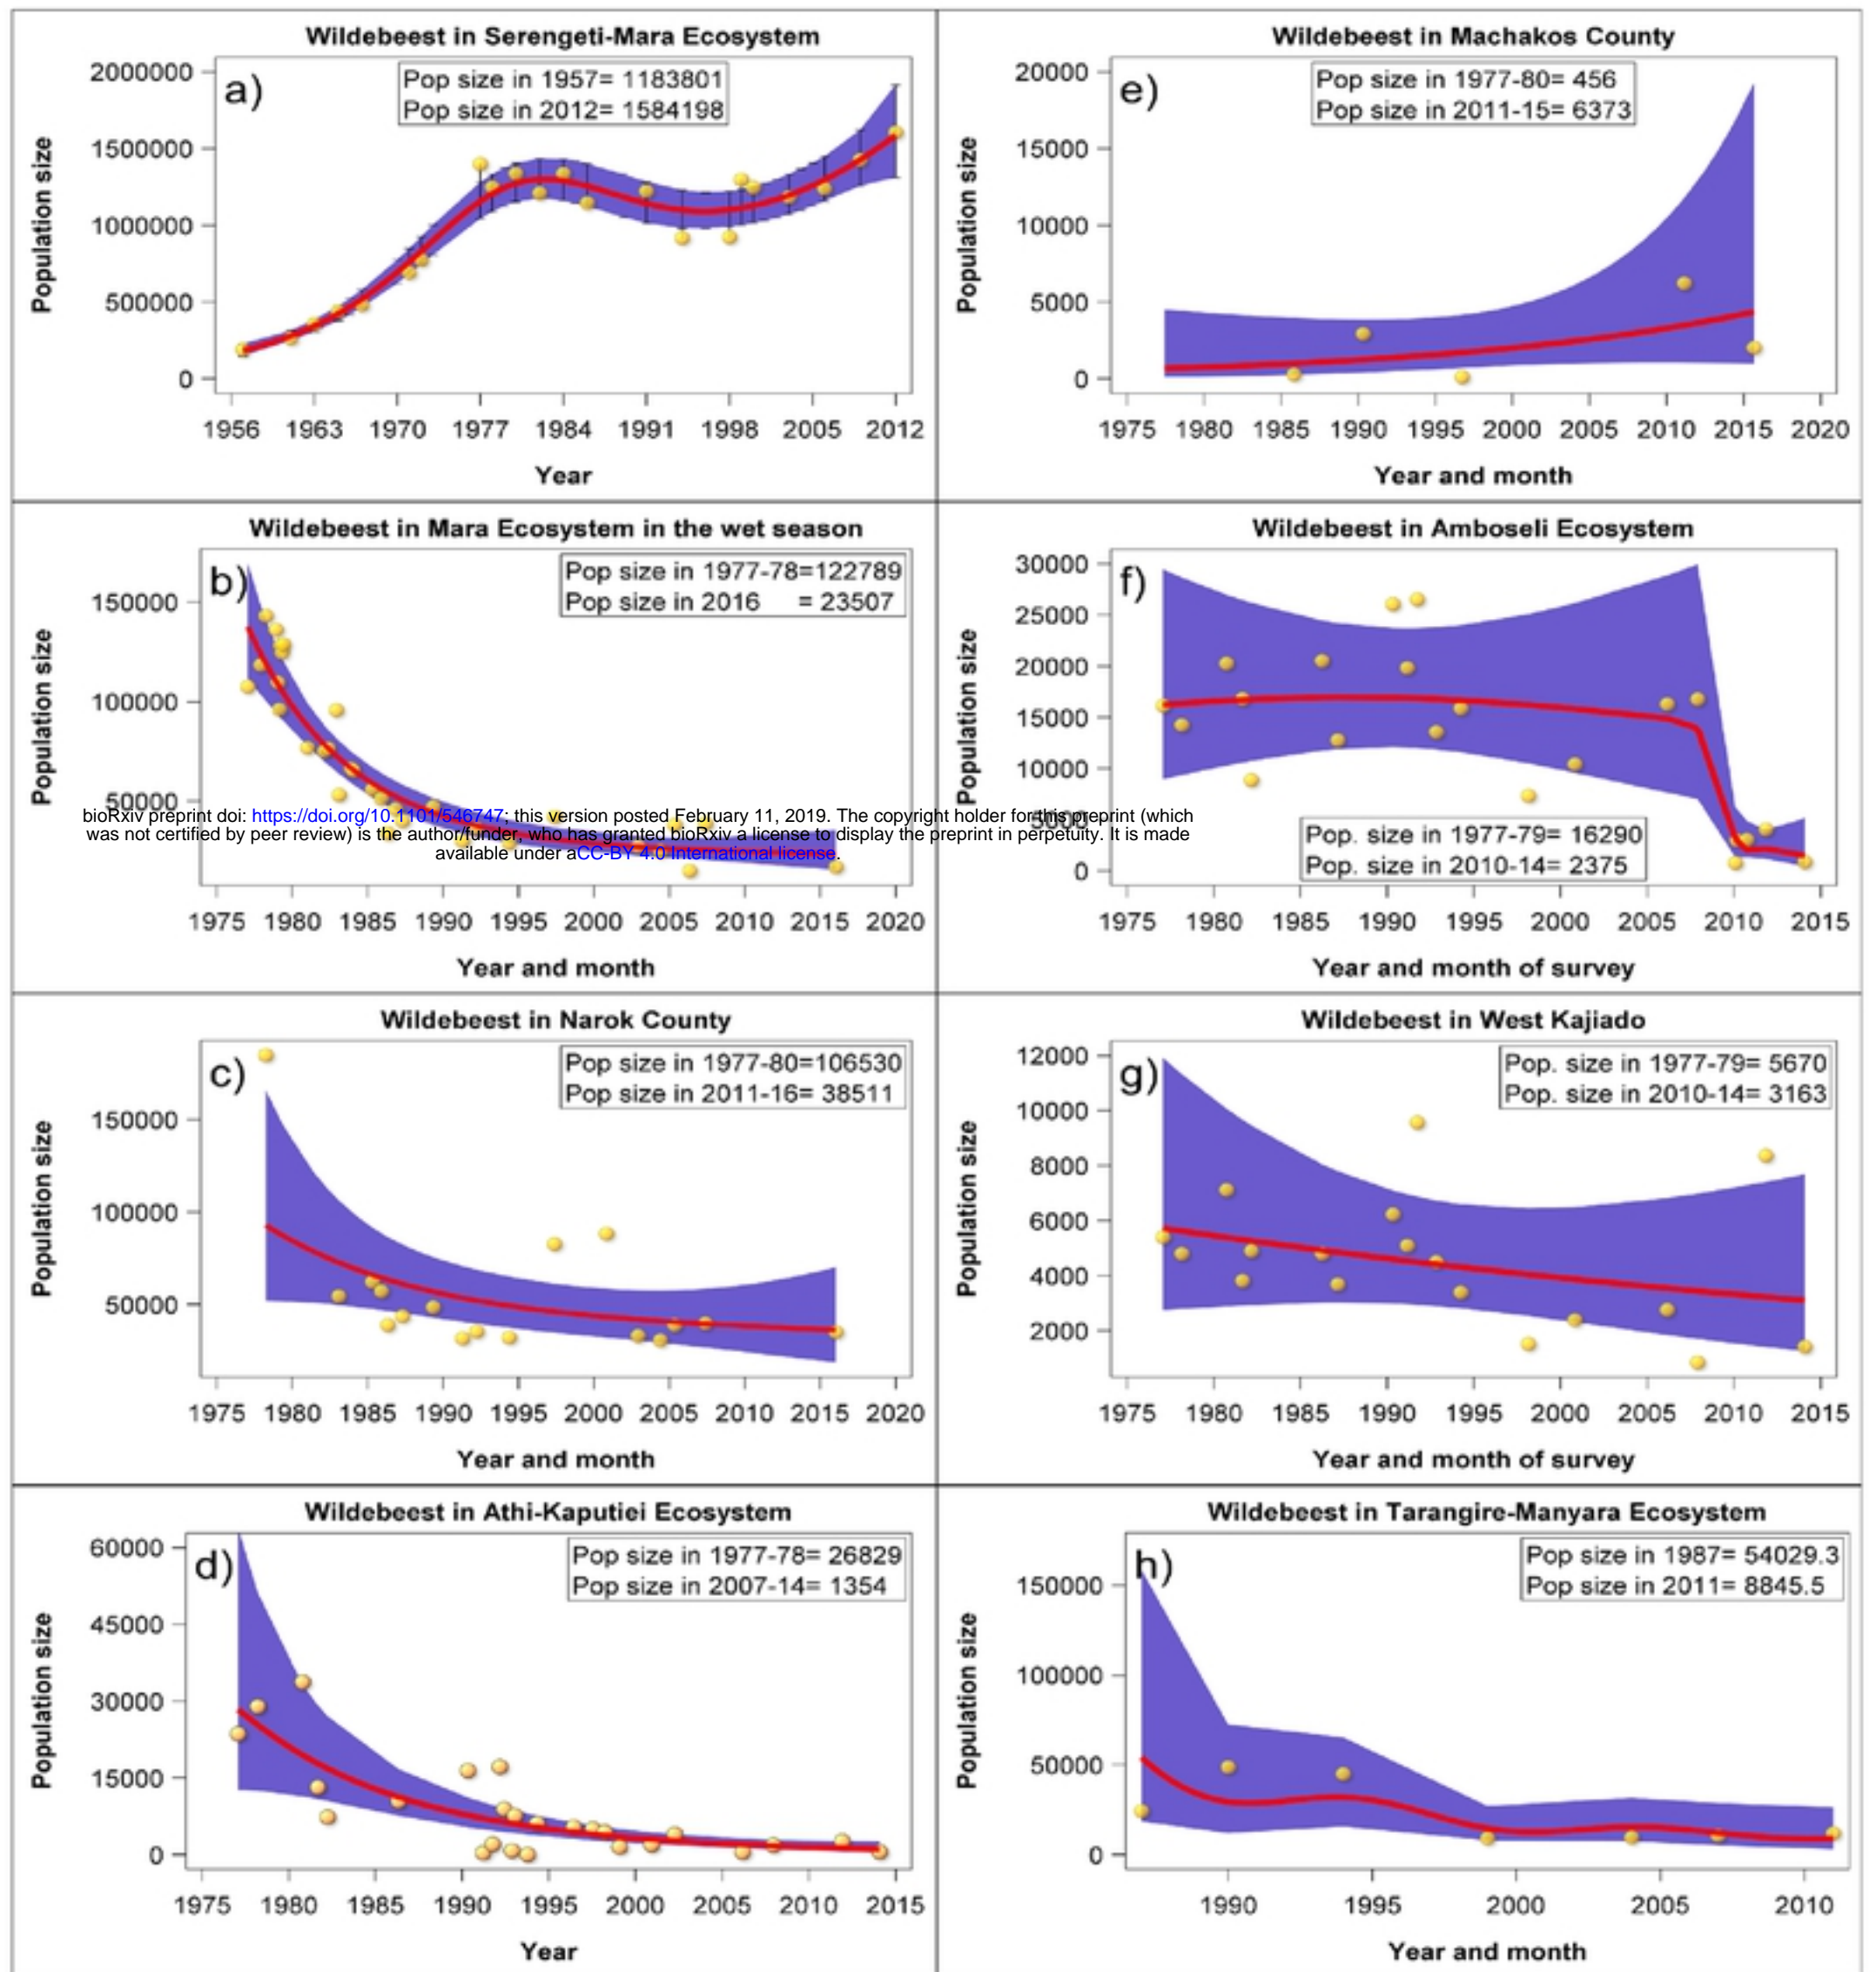 Wildebeest in Serengeti-Mara Ecosystem
a)
Pop size in 1957= 1183801
Pop size in 2012= 1584198
Population size
2000000
1500000
1000000
500000
0
1956 1963 1970 1977 1984 1991 1998 2005 2012
Year
Wildebeest in Machakos County
e)
Pop size in 1977-80= 456
Pop size in 2011-15= 6373
Population size
20000
15000
10000
5000
0
1975 1980 1985 1990 1995 2000 2005 2010 2015 2020
Year and month
Wildebeest in Mara Ecosystem in the wet season
b)
Pop size in 1977-78=122789
Pop size in 2016 = 23507
Population size
150000
100000
50000
1975 1980 1985 1990 1995 2000 2005 2010 2015 2020
Year and month
Wildebeest in Amboseli Ecosystem
f)
Population size
30000
25000
20000
15000
10000
5000
0
Pop. size in 1977-79= 16290
Pop. size in 2010-14= 2375
1975 1980 1985 1990 1995 2000 2005 2010 2015
Year and month of survey
bioRxiv preprint doi: https://doi.org/10.1101/546747; this version posted February 11, 2019. The copyright holder for this preprint (which
was not certified by peer review) is the author/funder, who has granted bioRxiv a license to display the preprint in perpetuity. It is made
available under aCC-BY 4.0 International license.
Wildebeest in Narok County
c)
Pop size in 1977-80=106530
Pop size in 2011-16= 38511
Population size
150000
100000
50000
1975 1980 1985 1990 1995 2000 2005 2010 2015 2020
Year and month
Wildebeest in West Kajiado
g)
Pop. size in 1977-79= 5670
Pop. size in 2010-14= 3163
Population size
12000
10000
8000
6000
4000
2000
1975 1980 1985 1990 1995 2000 2005 2010 2015
Year and month of survey
Wildebeest in Athi-Kaputiei Ecosystem
d)
Pop size in 1977-78= 26829
Pop size in 2007-14= 1354
Population size
60000
45000
30000
15000
0
1975 1980 1985 1990 1995 2000 2005 2010 2015
Year
Wildebeest in Tarangire-Manyara Ecosystem
h)
Pop size in 1987= 54029.3
Pop size in 2011= 8845.5
Population size
150000
100000
50000
0
1990 1995 2000 2005 2010
Year and month